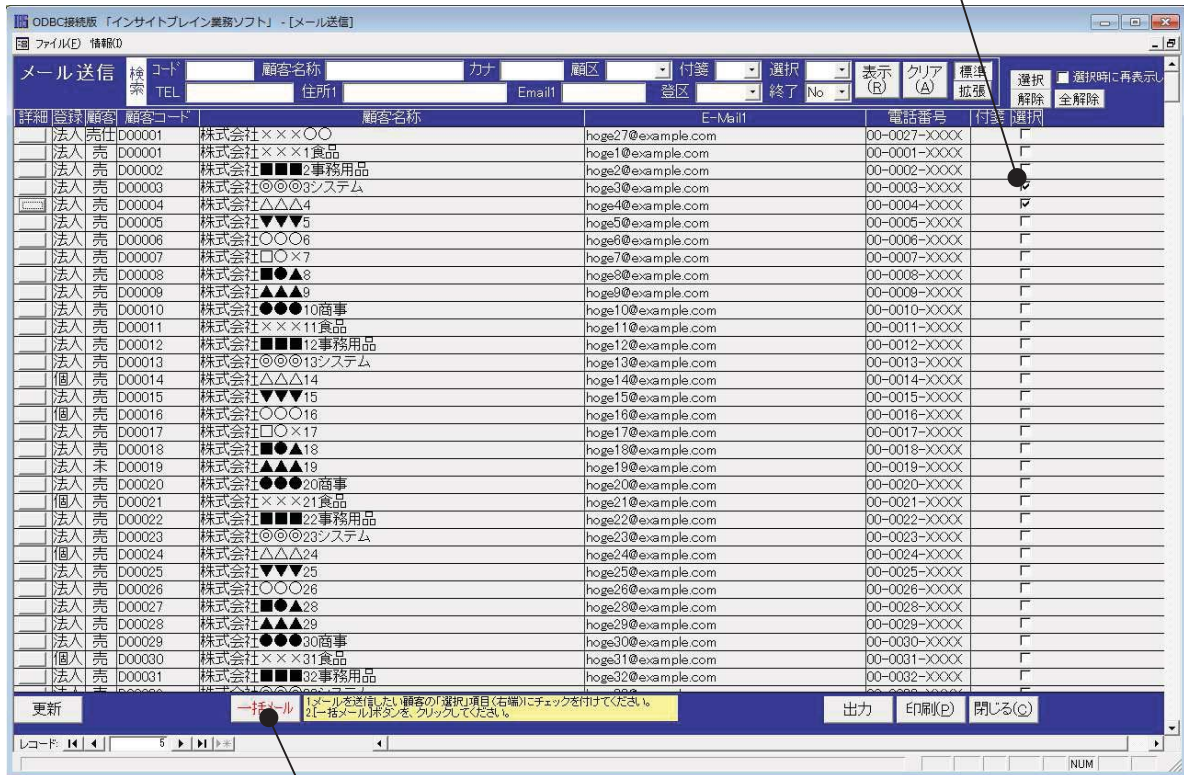 ODBC接続版 「インサイトブレイン業務ソフト」 - [メール送信]
ファイル(F) 情報(I)
メール送信 検索 コード 顧客名称 カナ 顧区 付箋 選択 表示(R) クリア(A) 標準 拡張 選択 解除 全解除 選択時に再表示し
TEL 住所1 Email1 登区 終了 No
詳細 登録 顧客 顧客コード 顧客名称 E-Mail1 電話番号 付箋 選択
法人 売仕 D00001 株式会社×××〇〇 hoge27@example.com 00-0027-XXXX
法人 売 D00001 株式会社×××1食品 hoge1@example.com 00-0001-XXXX
法人 売 D00002 株式会社■■■2事務用品 hoge2@example.com 00-0002-XXXX
法人 売 D00003 株式会社◎◎◎3システム hoge3@example.com 00-0003-XXXX
法人 売 D00004 株式会社△△△4 hoge4@example.com 00-0004-XXXX
法人 売 D00005 株式会社▼▼▼5 hoge5@example.com 00-0005-XXXX
法人 売 D00006 株式会社〇〇〇6 hoge6@example.com 00-0006-XXXX
法人 売 D00007 株式会社□〇×7 hoge7@example.com 00-0007-XXXX
法人 売 D00008 株式会社■●▲8 hoge8@example.com 00-0008-XXXX
法人 売 D00009 株式会社▲▲▲9 hoge9@example.com 00-0009-XXXX
法人 売 D00010 株式会社●●●10商事 hoge10@example.com 00-0010-XXXX
法人 売 D00011 株式会社×××11食品 hoge11@example.com 00-0011-XXXX
法人 売 D00012 株式会社■■■12事務用品 hoge12@example.com 00-0012-XXXX
法人 売 D00013 株式会社◎◎◎13システム hoge13@example.com 00-0013-XXXX
個人 売 D00014 株式会社△△△14 hoge14@example.com 00-0014-XXXX
法人 売 D00015 株式会社▼▼▼15 hoge15@example.com 00-0015-XXXX
個人 売 D00016 株式会社〇〇〇16 hoge16@example.com 00-0016-XXXX
法人 売 D00017 株式会社□〇×17 hoge17@example.com 00-0017-XXXX
法人 売 D00018 株式会社■●▲18 hoge18@example.com 00-0018-XXXX
法人 未 D00019 株式会社▲▲▲19 hoge19@example.com 00-0019-XXXX
法人 売 D00020 株式会社●●●20商事 hoge20@example.com 00-0020-XXXX
個人 売 D00021 株式会社×××21食品 hoge21@example.com 00-0021-XXXX
法人 売 D00022 株式会社■■■22事務用品 hoge22@example.com 00-0022-XXXX
法人 売 D00023 株式会社◎◎◎23システム hoge23@example.com 00-0023-XXXX
個人 売 D00024 株式会社△△△24 hoge24@example.com 00-0024-XXXX
法人 売 D00025 株式会社▼▼▼25 hoge25@example.com 00-0025-XXXX
法人 売 D00026 株式会社〇〇〇26 hoge26@example.com 00-0026-XXXX
法人 売 D00027 株式会社■●▲28 hoge28@example.com 00-0028-XXXX
法人 売 D00028 株式会社▲▲▲29 hoge29@example.com 00-0029-XXXX
法人 売 D00029 株式会社●●●30商事 hoge30@example.com 00-0030-XXXX
個人 売 D00030 株式会社×××31食品 hoge31@example.com 00-0031-XXXX
法人 売 D00031 株式会社■■■32事務用品 hoge32@example.com 00-0032-XXXX
更新 一括メール 1.メールを送信したい顧客の「選択」項目(右端)にチェックを付けてください。 出力 印刷(P) 閉じる(C)
2.[一括メール]ボタンを、クリックしてください。
レコード: 5
NUM